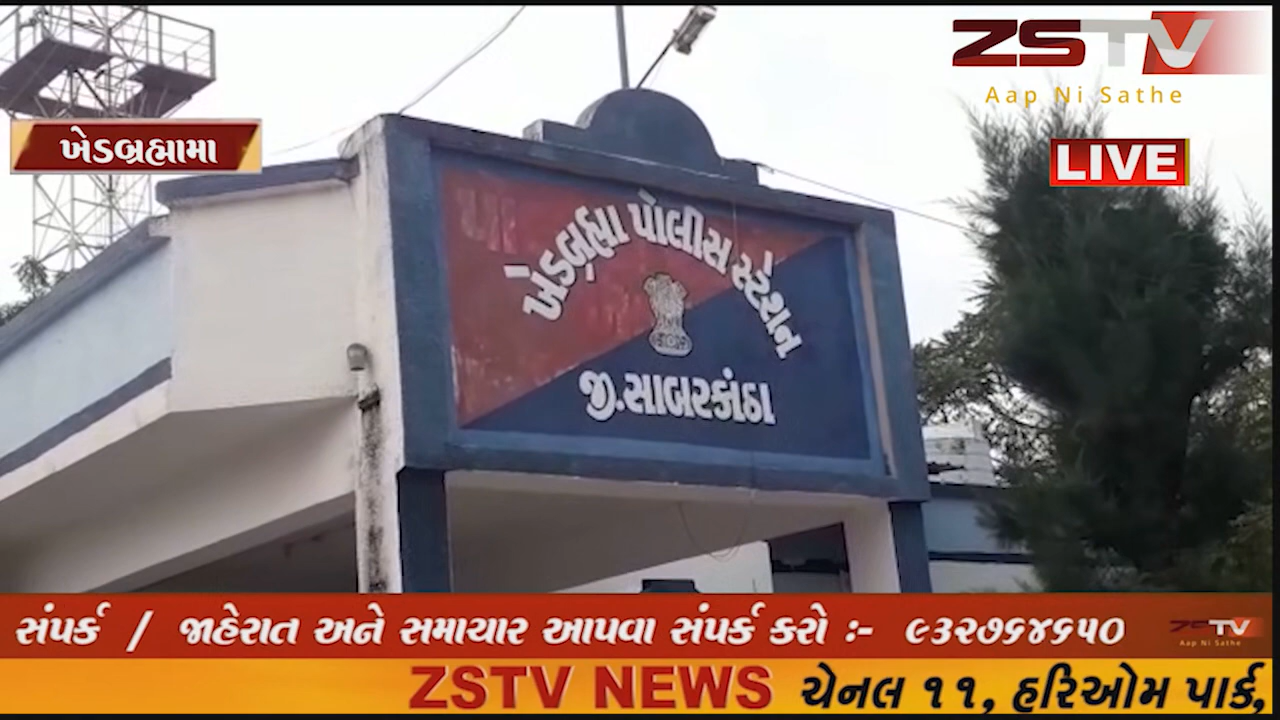 ZSTV
Aap Ni Sathe
ખેડબ્રહ્મામા
LIVE
ખેડબ્રહ્મા પોલીસ સ્ટેશન
જી.સાબરકાંઠા
સંપર્ક / જાહેરાત અને સમાચાર આપવા સંપર્ક કરો :- ૯૩૨૭૬૪૬૫૦
ZSTV
Aap Ni Sathe
ZSTV NEWS ચેનલ ૧૧, હરિઓમ પાર્ક,